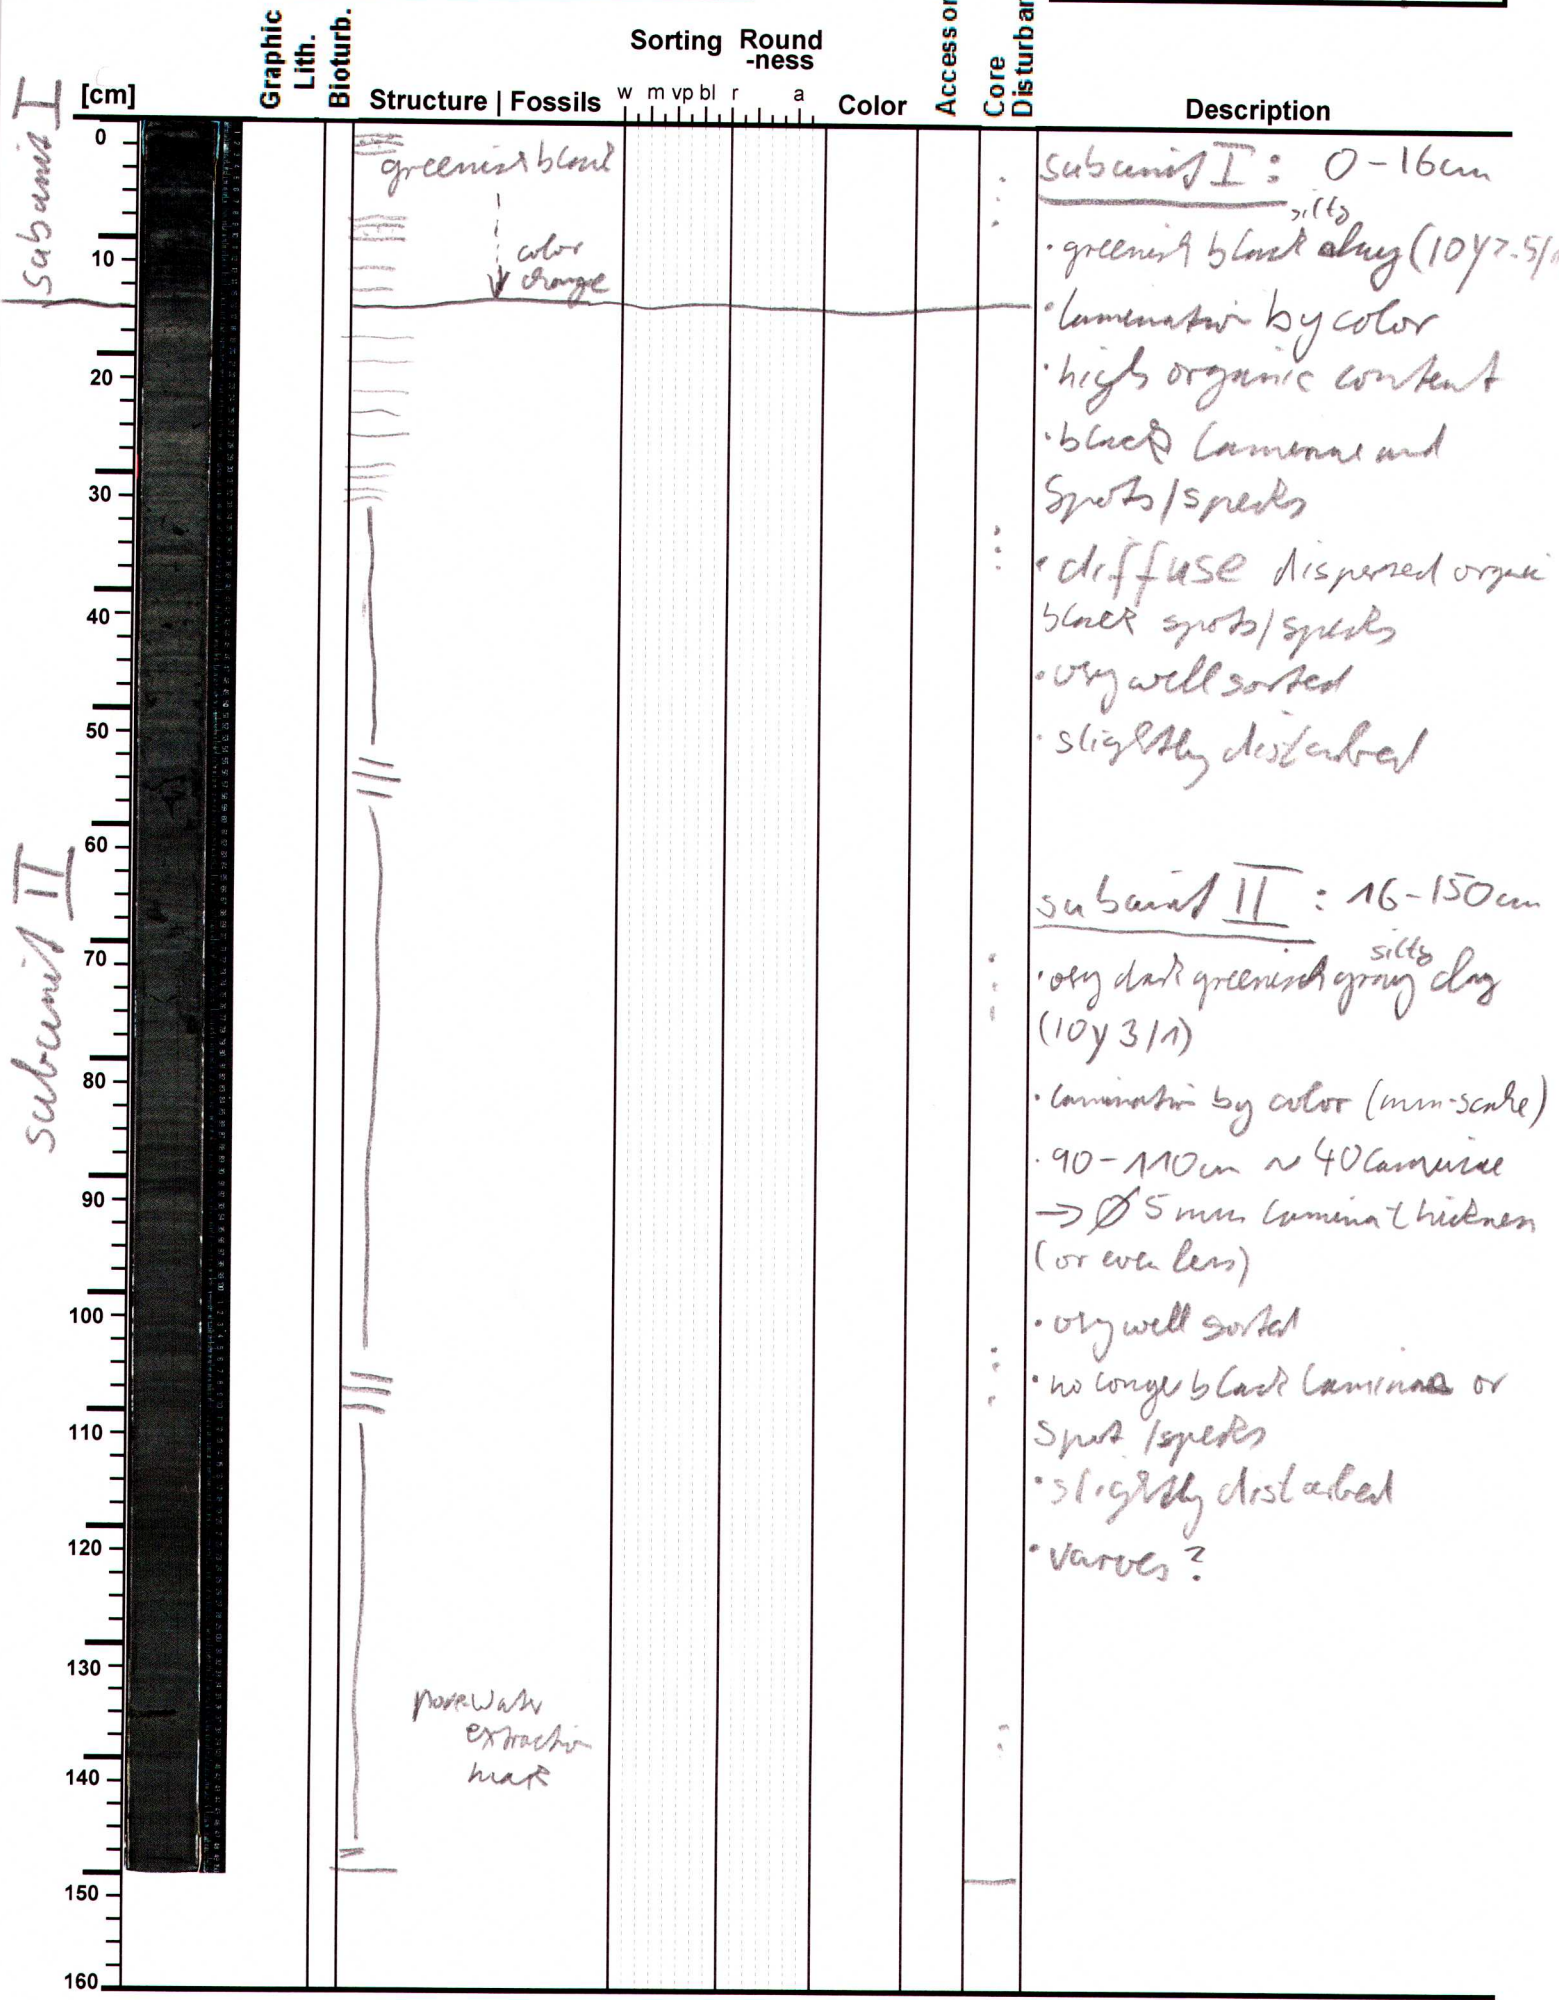 Graphic
Lith.
Bioturb.
Sorting
Round
-ness
Core
Disturban
[cm]
Structure | Fossils
w m vp bl r a
Color
Description
subunit I
0
10
20
30
40
50
60
70
80
90
100
110
120
130
140
150
160
subunit II
greenish black
color
change
porewater
extraction
mark
subunit I: 0-16cm
silty
· greenish black clay (10Y2.5/1
· lamination by color
· high organic content
· black laminae and
spots/specks
· diffuse dispersed organic
black spots/specks
· very well sorted
· slightly disturbed
subunit II : 16-150cm
silty
· very dark greenish gray clay
(10Y 3/1)
· lamination by color (mm-scale)
· 90-110cm ~ 40 laminae
→ Ø 5mm lamina thickness
(or even less)
· very well sorted
· no longer black laminae or
spot /specks
· slightly disturbed
· varves?